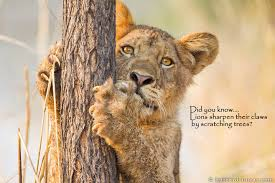 Did you know...
Lions sharpen their claws
by scratching trees?